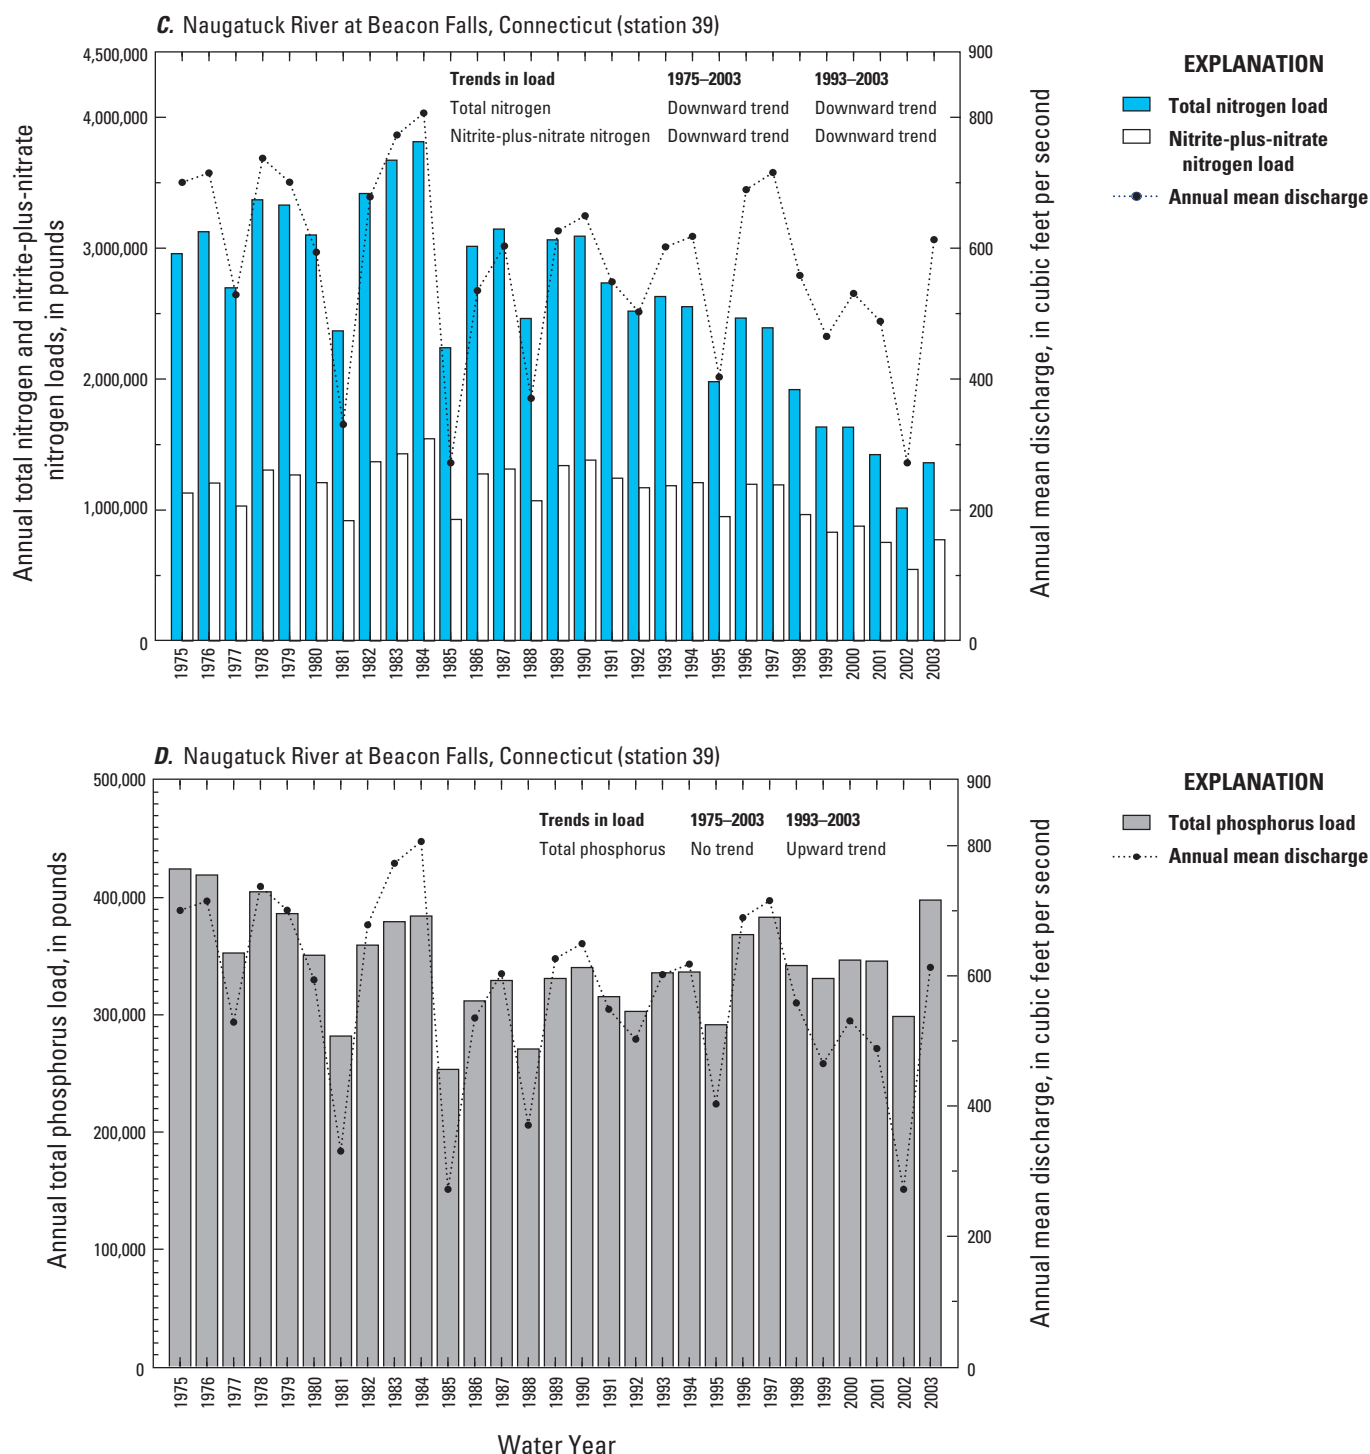 C. Naugatuck River at Beacon Falls, Connecticut (station 39)
Annual total nitrogen and nitrite-plus-nitrate
nitrogen loads, in pounds
4,500,000
4,000,000
3,000,000
2,000,000
1,000,000
0
Trends in load 1975–2003 1993–2003
Total nitrogen Downward trend Downward trend
Nitrite-plus-nitrate nitrogen Downward trend Downward trend
900
800
600
400
200
0
Annual mean discharge, in cubic feet per second
1975 1976 1977 1978 1979 1980 1981 1982 1983 1984 1985 1986 1987 1988 1989 1990 1991 1992 1993 1994 1995 1996 1997 1998 1999 2000 2001 2002 2003
EXPLANATION
Total nitrogen load
Nitrite-plus-nitrate
nitrogen load
Annual mean discharge
D. Naugatuck River at Beacon Falls, Connecticut (station 39)
Annual total phosphorus load, in pounds
500,000
400,000
300,000
200,000
100,000
0
Trends in load 1975–2003 1993–2003
Total phosphorus No trend Upward trend
900
800
600
400
200
0
Annual mean discharge, in cubic feet per second
1975 1976 1977 1978 1979 1980 1981 1982 1983 1984 1985 1986 1987 1988 1989 1990 1991 1992 1993 1994 1995 1996 1997 1998 1999 2000 2001 2002 2003
Water Year
EXPLANATION
Total phosphorus load
Annual mean discharge